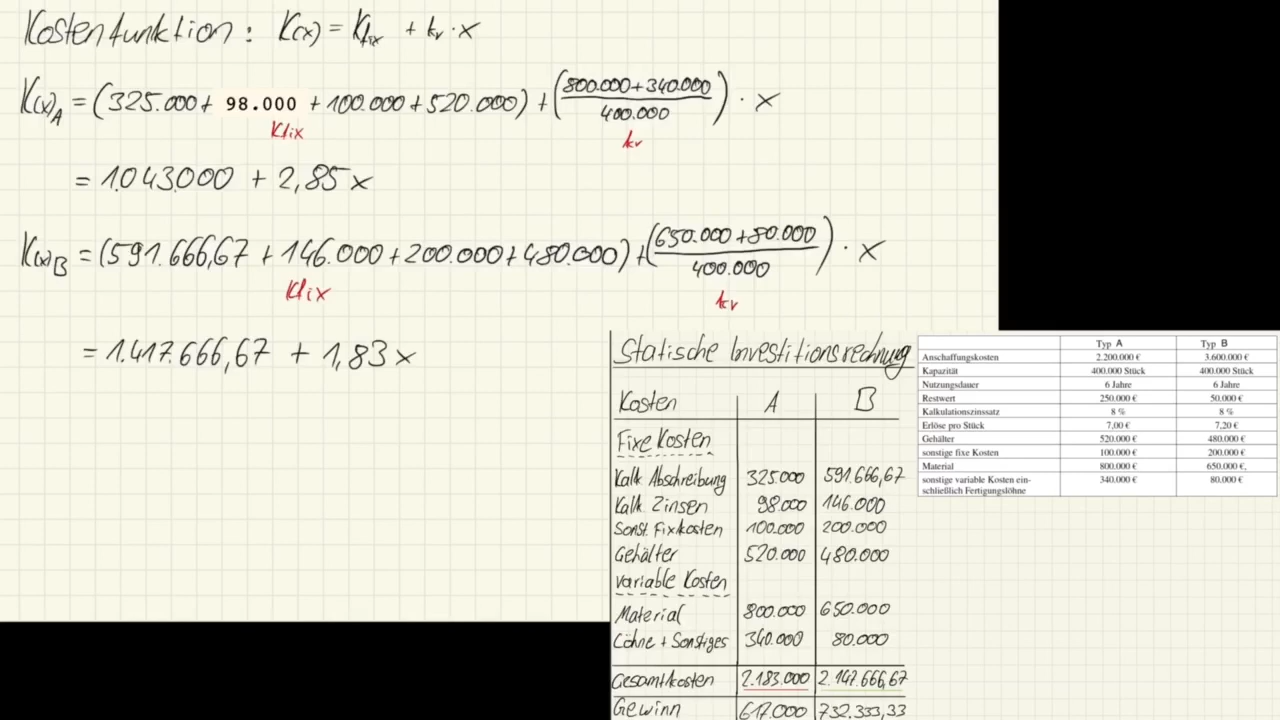 Kostenfunktion: K(x) = Kfix + kv · x
K(x)A = (325.000 + 98.000 + 100.000 + 520.000) + (800.000 + 340.000 / 400.000) · x
Kfix kv
= 1.043.000 + 2,85 x
K(x)B = (591.666,67 + 146.000 + 200.000 + 480.000) + (650.000 + 80.000 / 400.000) · x
Kfix kv
= 1.417.666,67 + 1,83 x
Statische Investitionsrechnung
Kosten A B
Fixe Kosten
Kalk Abschreibung 325.000 591.666,67
Kalk. Zinsen 98.000 146.000
Sonst. Fixkosten 100.000 200.000
Gehälter 520.000 480.000
variable Kosten
Material 800.000 650.000
Löhne + Sonstiges 340.000 80.000
Gesamtkosten 2.183.000 2.147.666,67
Gewinn 617.000 732.333,33
Typ A Typ B
Anschaffungskosten 2.200.000 € 3.600.000 €
Kapazität 400.000 Stück 400.000 Stück
Nutzungsdauer 6 Jahre 6 Jahre
Restwert 250.000 € 50.000 €
Kalkulationszinssatz 8 % 8 %
Erlöse pro Stück 7,00 € 7,20 €
Gehälter 520.000 € 480.000 €
sonstige fixe Kosten 100.000 € 200.000 €
Material 800.000 € 650.000 €.
sonstige variable Kosten ein- 340.000 € 80.000 €
schließlich Fertigungslöhne